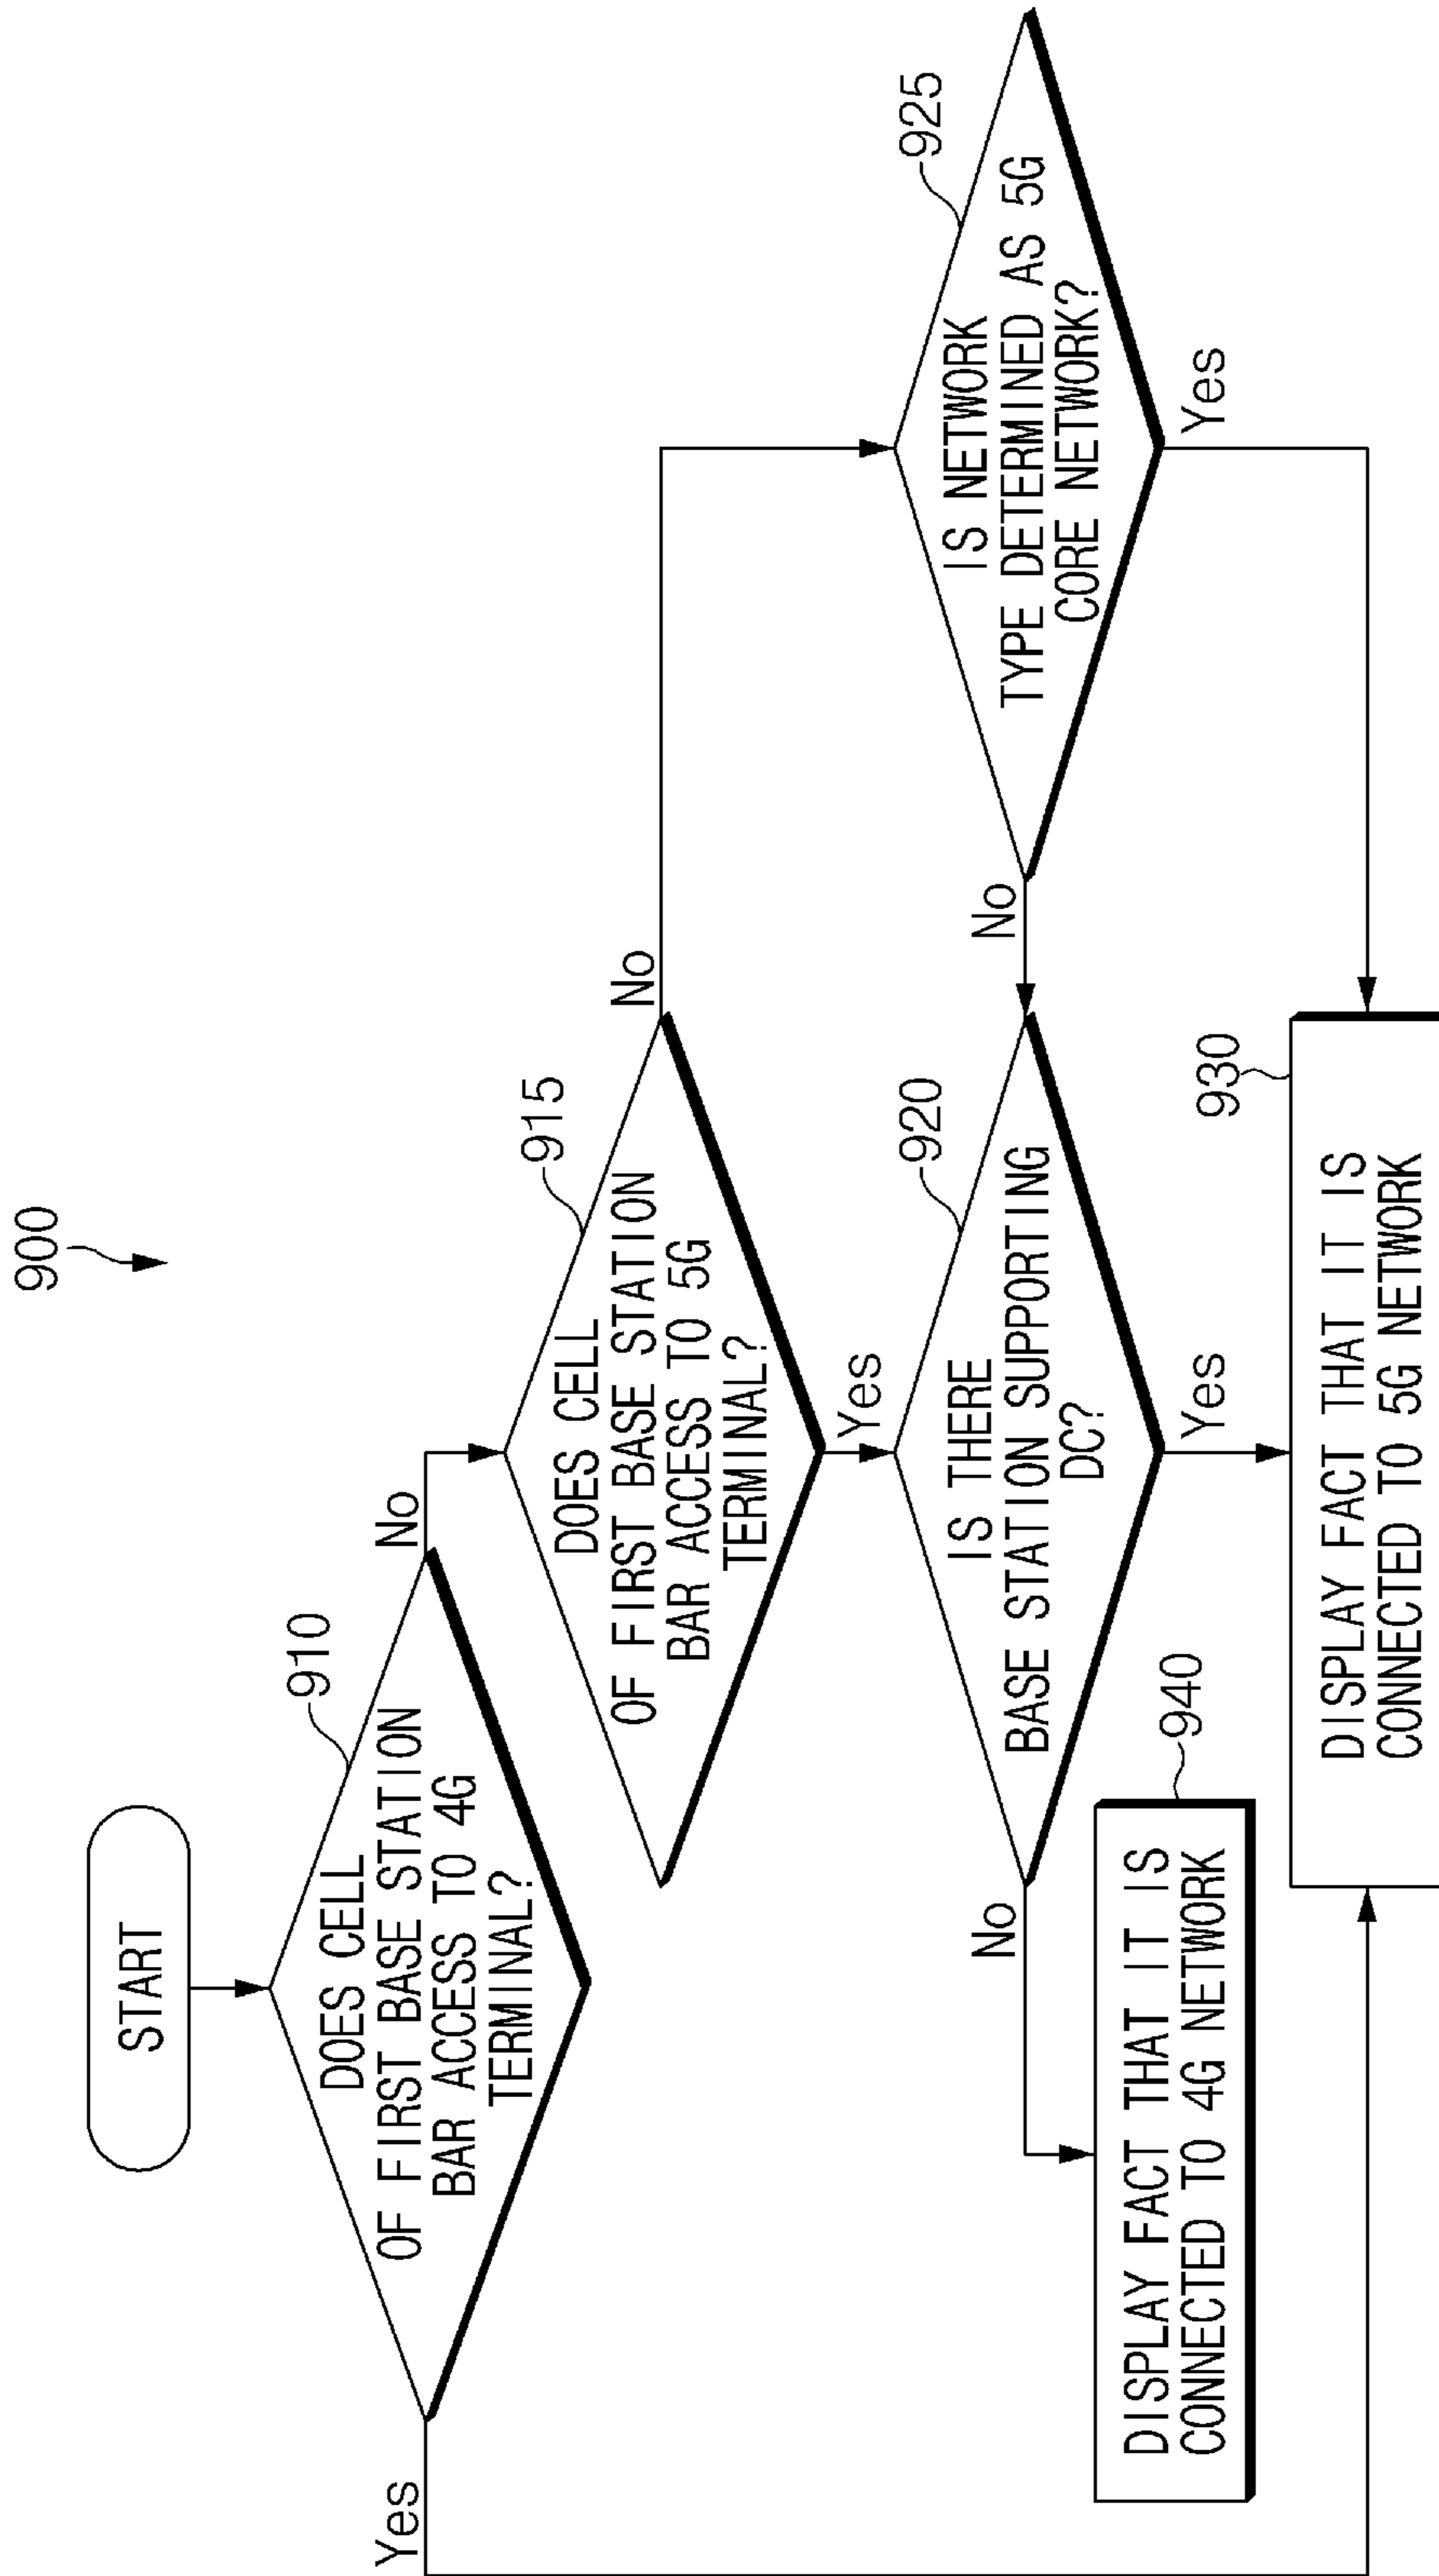 900
START
910
DOES CELL
OF FIRST BASE STATION
BAR ACCESS TO 4G
TERMINAL?
Yes
No
915
DOES CELL
OF FIRST BASE STATION
BAR ACCESS TO 5G
TERMINAL?
No
Yes
920
IS THERE
BASE STATION SUPPORTING
DC?
No
Yes
925
IS NETWORK
TYPE DETERMINED AS 5G
CORE NETWORK?
No
Yes
940
DISPLAY FACT THAT IT IS
CONNECTED TO 4G NETWORK
930
DISPLAY FACT THAT IT IS
CONNECTED TO 5G NETWORK